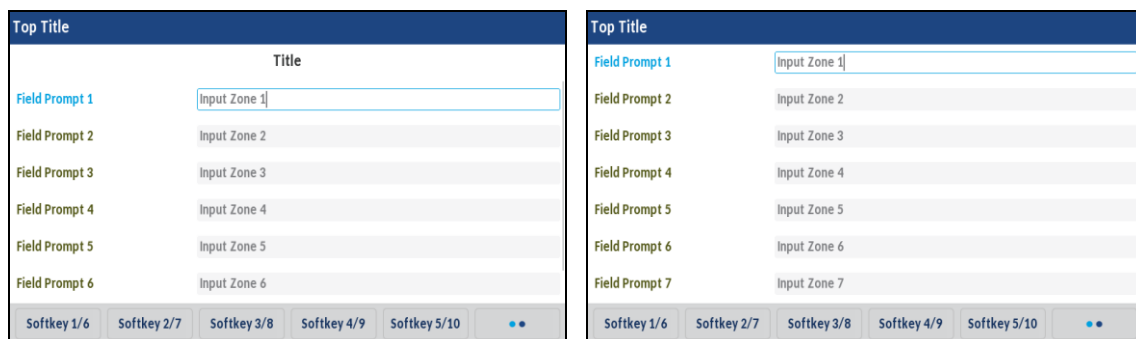 Top Title
Title
Field Prompt 1 Input Zone 1
Field Prompt 2 Input Zone 2
Field Prompt 3 Input Zone 3
Field Prompt 4 Input Zone 4
Field Prompt 5 Input Zone 5
Field Prompt 6 Input Zone 6
Softkey 1/6 Softkey 2/7 Softkey 3/8 Softkey 4/9 Softkey 5/10
Top Title
Field Prompt 1 Input Zone 1
Field Prompt 2 Input Zone 2
Field Prompt 3 Input Zone 3
Field Prompt 4 Input Zone 4
Field Prompt 5 Input Zone 5
Field Prompt 6 Input Zone 6
Field Prompt 7 Input Zone 7
Softkey 1/6 Softkey 2/7 Softkey 3/8 Softkey 4/9 Softkey 5/10